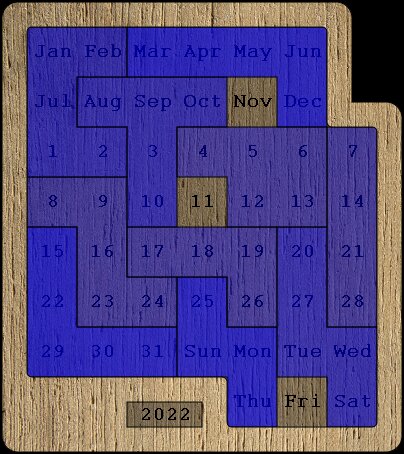 Jan Feb Mar Apr May Jun
Jul Aug Sep Oct Nov Dec
1 2 3 4 5 6 7
8 9 10 11 12 13 14
15 16 17 18 19 20 21
22 23 24 25 26 27 28
29 30 31 Sun Mon Tue Wed
Thu Fri Sat
2022